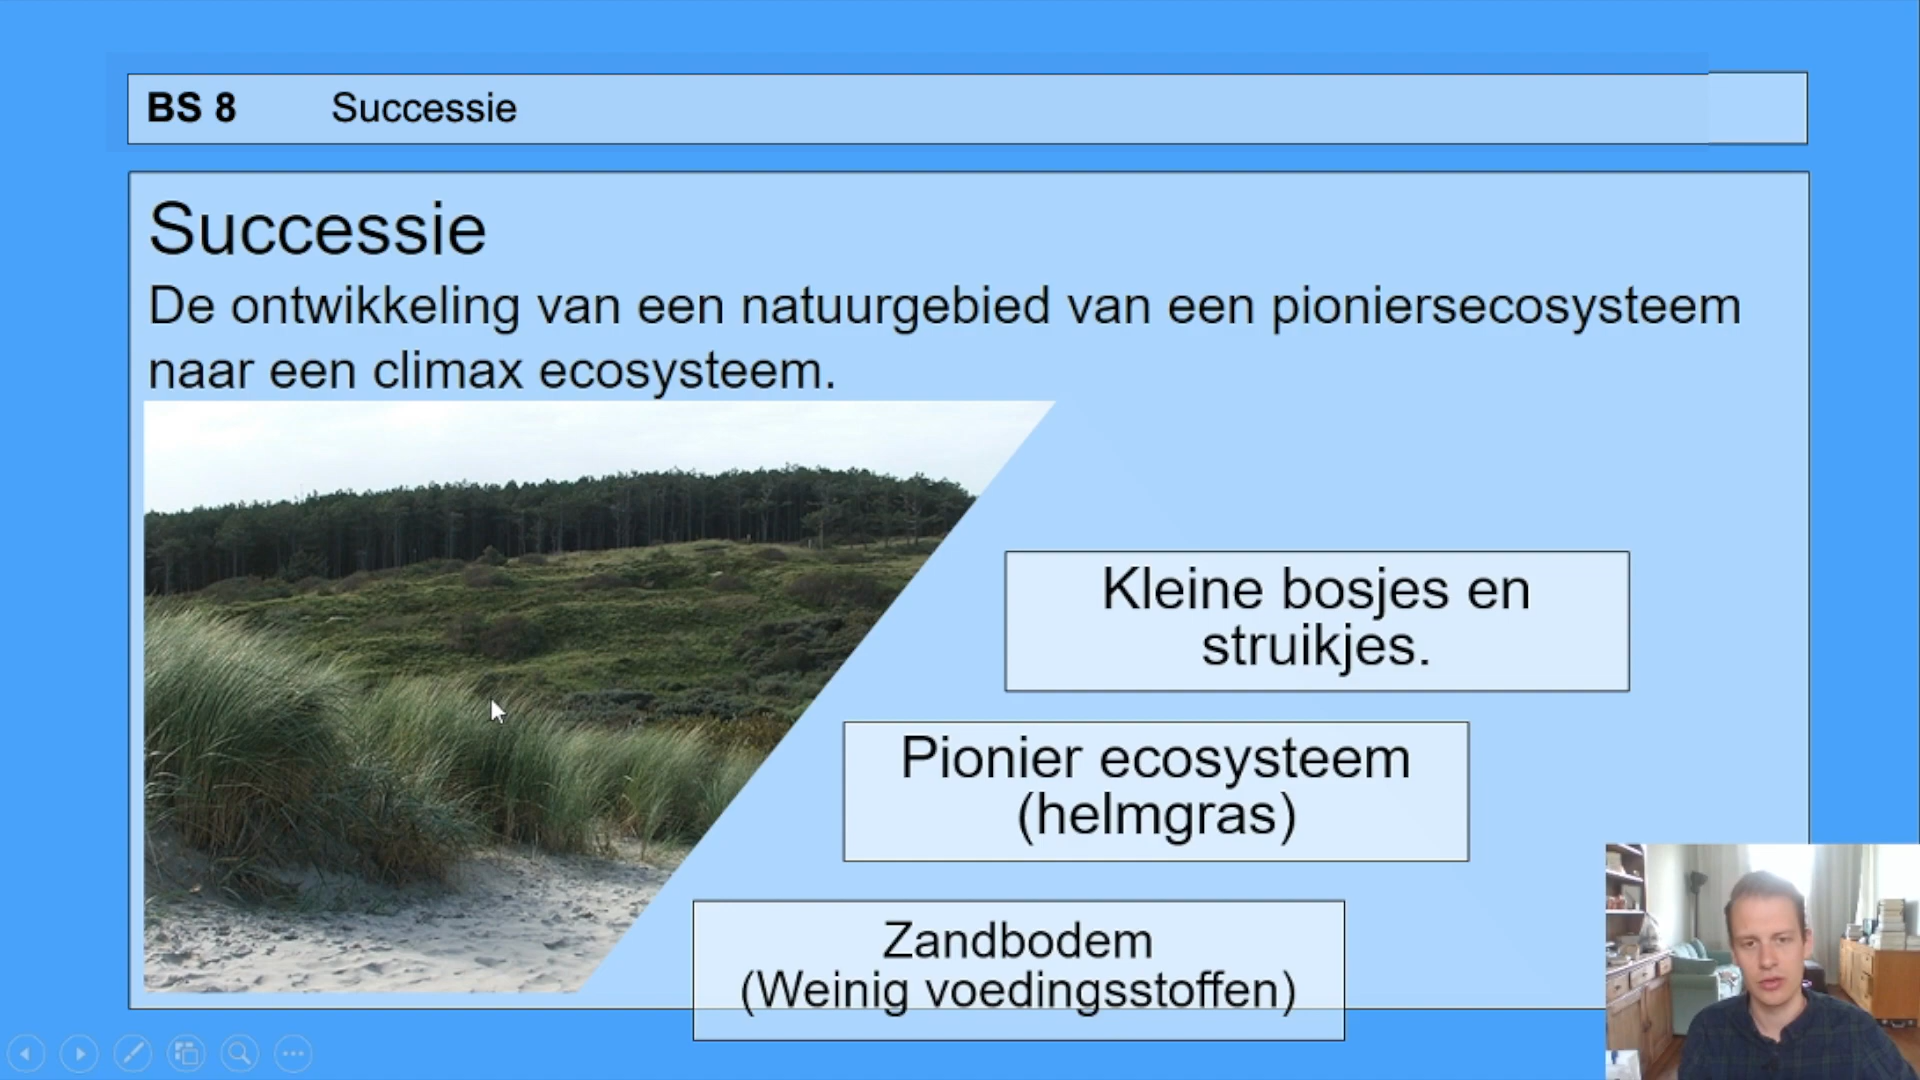 BS 8 Successie
Successie
De ontwikkeling van een natuurgebied van een pioniersecosysteem
naar een climax ecosysteem.
Kleine bosjes en
struikjes.
Pionier ecosysteem
(helmgras)
Zandbodem
(Weinig voedingsstoffen)